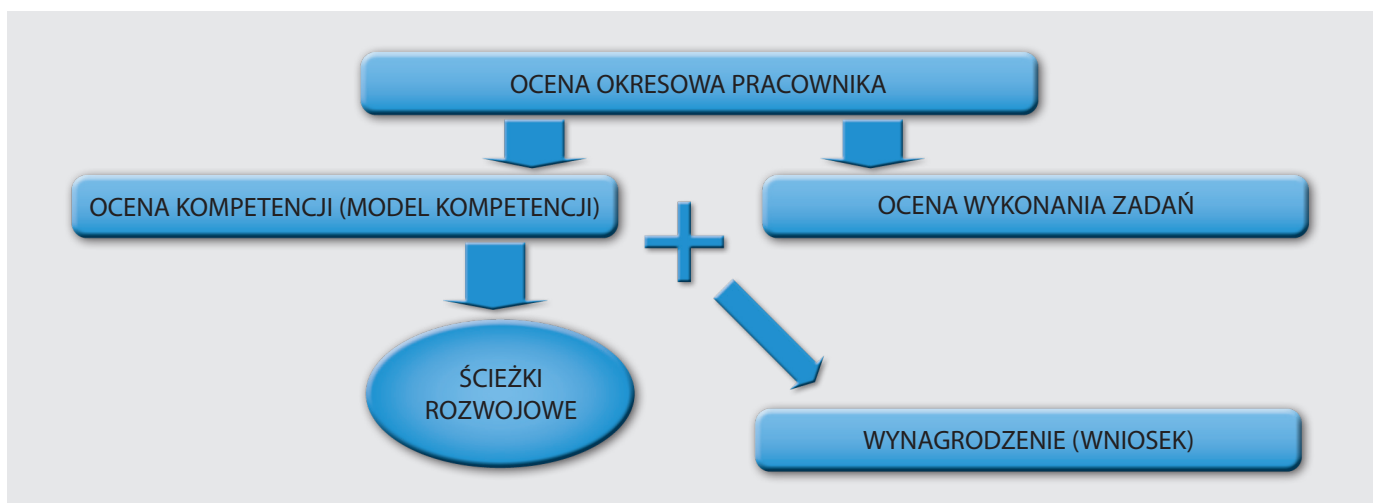 OCENA OKRESOWA PRACOWNIKA
OCENA KOMPETENCJI (MODEL KOMPETENCJI)
OCENA WYKONANIA ZADAŃ
ŚCIEŻKI
ROZWOJOWE
WYNAGRODZENIE (WNIOSEK)